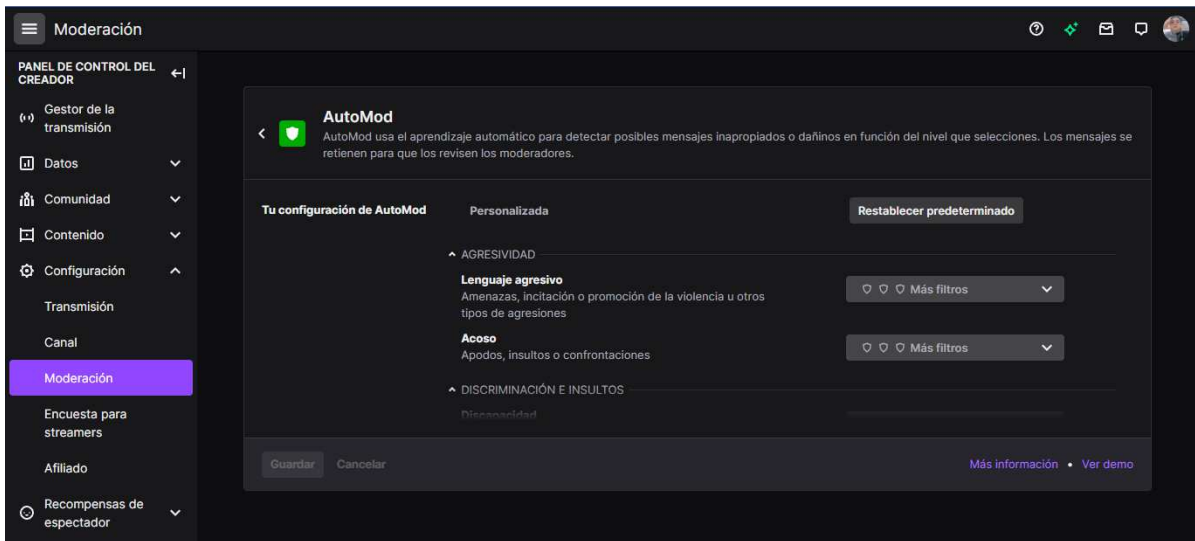 Moderación
PANEL DE CONTROL DEL
CREADOR
Gestor de la
transmisión
Datos
Comunidad
Contenido
Configuración
Transmisión
Canal
Moderación
Encuesta para
streamers
Afiliado
Recompensas de
espectador
AutoMod
AutoMod usa el aprendizaje automático para detectar posibles mensajes inapropiados o dañinos en función del nivel que selecciones. Los mensajes se
retienen para que los revisen los moderadores.
Tu configuración de AutoMod
Personalizada
Restablecer predeterminado
AGRESIVIDAD
Lenguaje agresivo
Amenazas, incitación o promoción de la violencia u otros
tipos de agresiones
Más filtros
Acoso
Apodos, insultos o confrontaciones
Más filtros
DISCRIMINACIÓN E INSULTOS
Discapacidad
Guardar
Cancelar
Más información • Ver demo